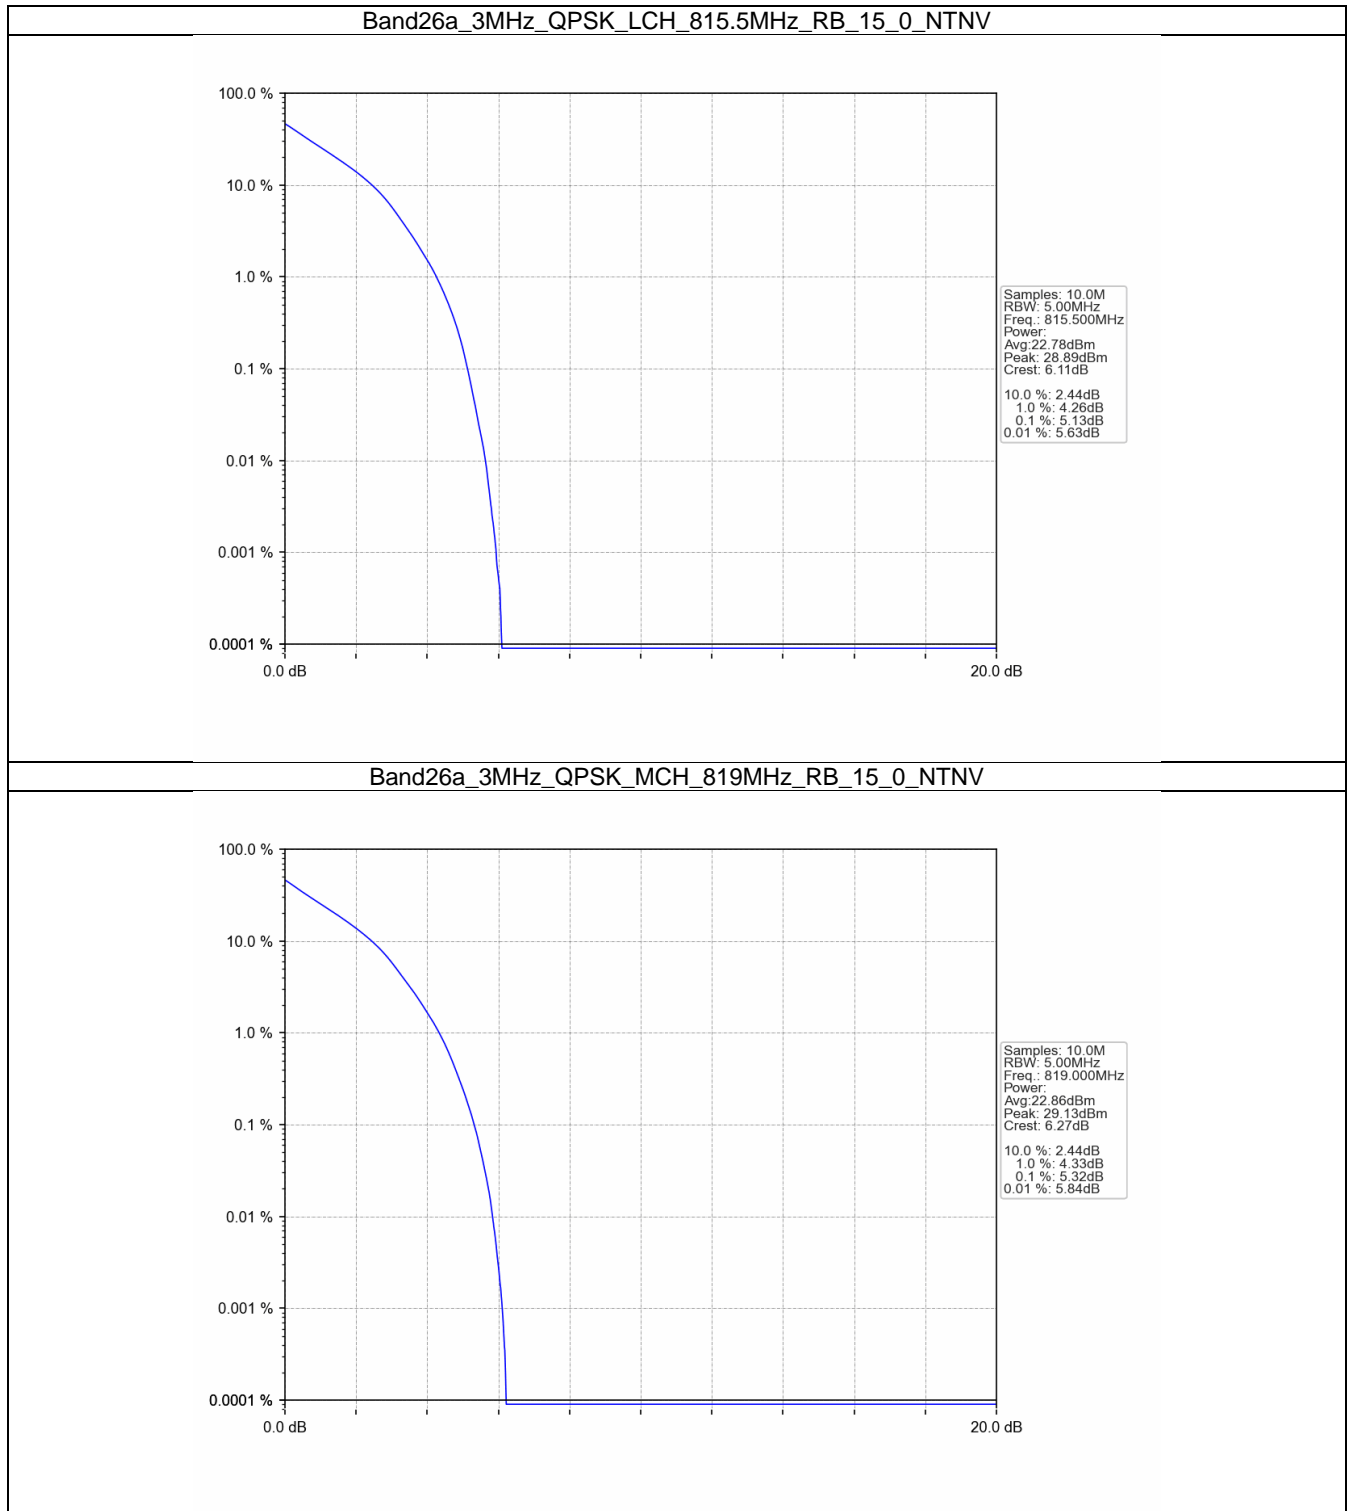 Band26a_3MHz_QPSK_LCH_815.5MHz_RB_15_0_NTNV
100.0 %
10.0 %
1.0 %
0.1 %
0.01 %
0.001 %
0.0001 %
0.0 dB
20.0 dB
Samples: 10.0M
RBW: 5.00MHz
Freq.: 815.500MHz
Power:
Avg:22.78dBm
Peak: 28.89dBm
Crest: 6.11dB
10.0 %: 2.44dB
1.0 %: 4.26dB
0.1 %: 5.13dB
0.01 %: 5.63dB
Band26a_3MHz_QPSK_MCH_819MHz_RB_15_0_NTNV
100.0 %
10.0 %
1.0 %
0.1 %
0.01 %
0.001 %
0.0001 %
0.0 dB
20.0 dB
Samples: 10.0M
RBW: 5.00MHz
Freq.: 819.000MHz
Power:
Avg:22.86dBm
Peak: 29.13dBm
Crest: 6.27dB
10.0 %: 2.44dB
1.0 %: 4.33dB
0.1 %: 5.32dB
0.01 %: 5.84dB